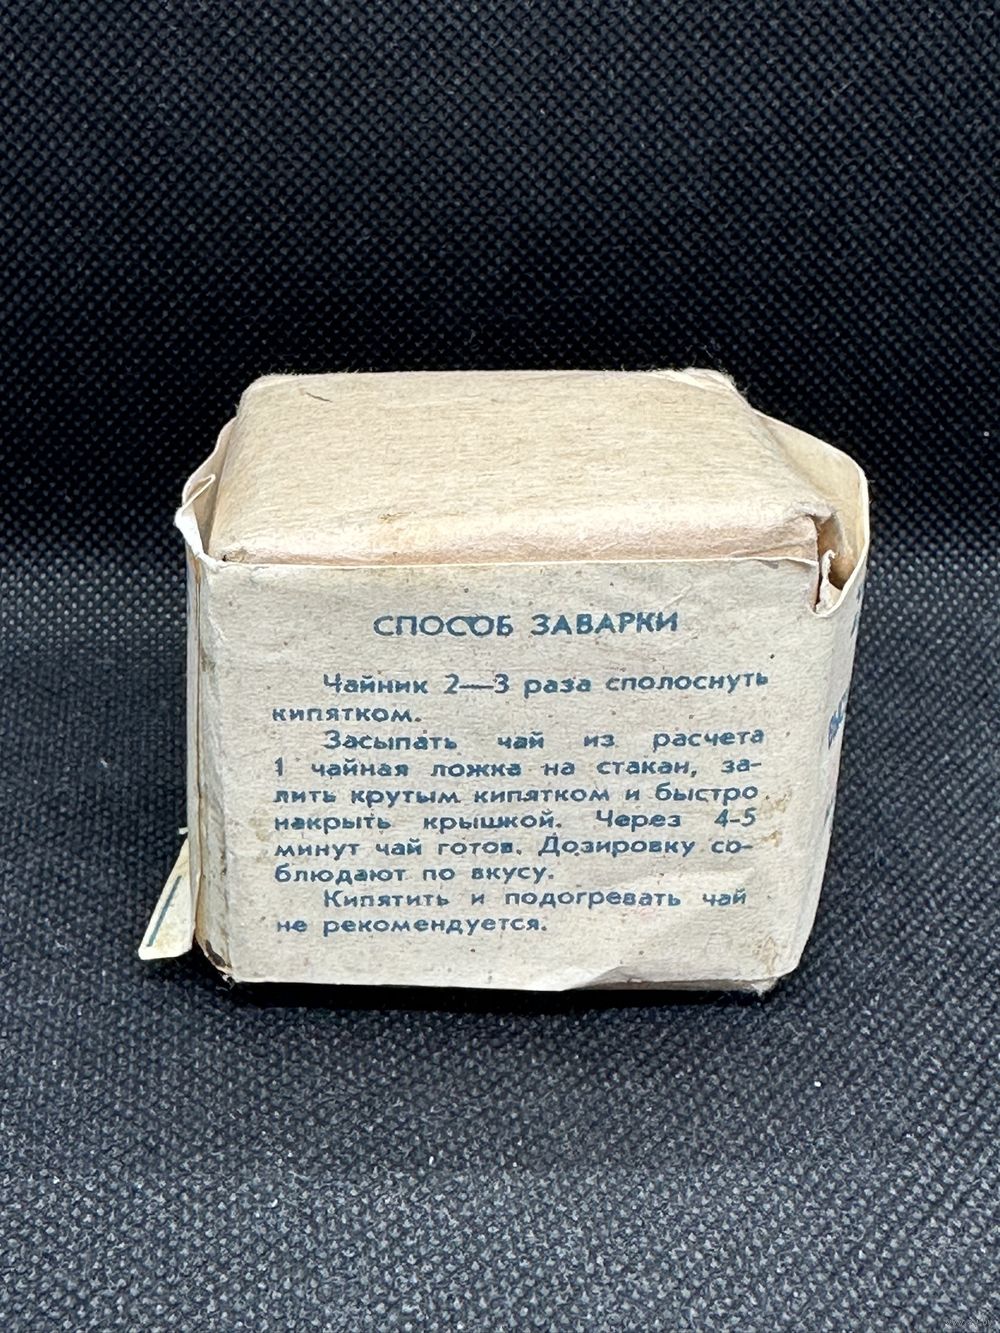 СПОСОБ ЗАВАРКИ
Чайник 2—3 раза сполоснуть
кипятком.
Засыпать чай из расчета
1 чайная ложка на стакан, за-
лить крутым кипятком и быстро
накрыть крышкой. Через 4-5
минут чай готов. Дозировку со-
блюдают по вкусу.
Кипятить и подогревать чай
не рекомендуется.